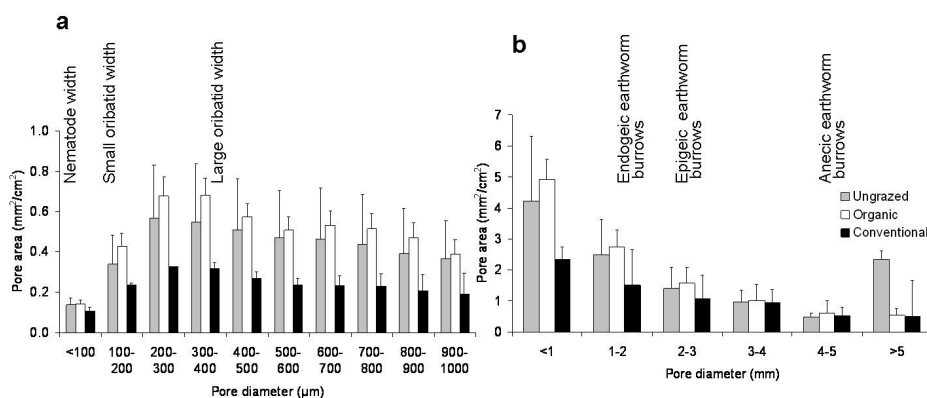 a
Nematode width
Small oribatid width
Large oribatid width
Pore area (mm²/cm²)
1.0
0.8
0.6
0.4
0.2
0.0
<100 100-200 200-300 300-400 400-500 500-600 600-700 700-800 800-900 900-1000
Pore diameter (µm)
b
Endogeic earthworm burrows
Epigeic earthworm burrows
Anecic earthworm burrows
Pore area (mm²/cm²)
7
6
5
4
3
2
1
0
Ungrazed
Organic
Conventional
<1 1-2 2-3 3-4 4-5 >5
Pore diameter (mm)